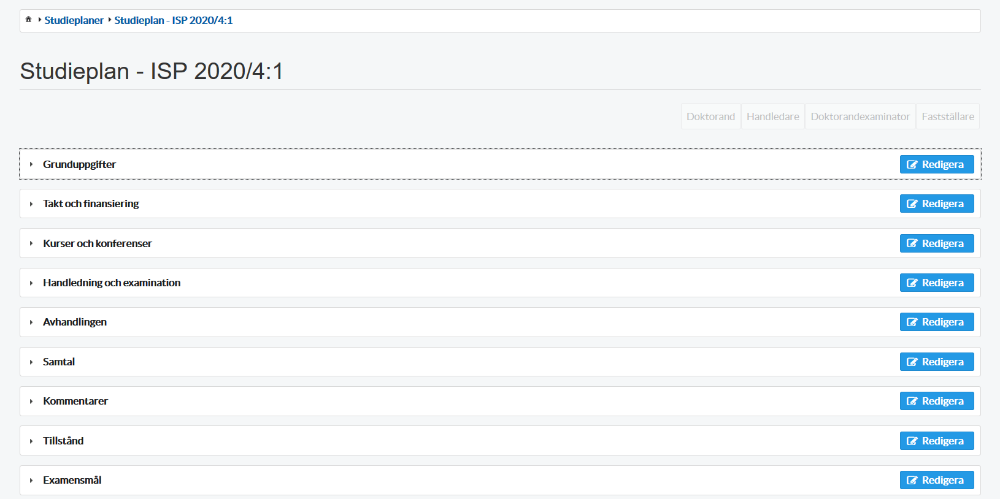 Studieplaner Studieplan - ISP 2020/4:1
Studieplan - ISP 2020/4:1
Doktorand Handledare Doktorandexaminator Fastställare
Grunduppgifter Redigera
Takt och finansiering Redigera
Kurser och konferenser Redigera
Handledning och examination Redigera
Avhandlingen Redigera
Samtal Redigera
Kommentarer Redigera
Tillstånd Redigera
Examensmål Redigera